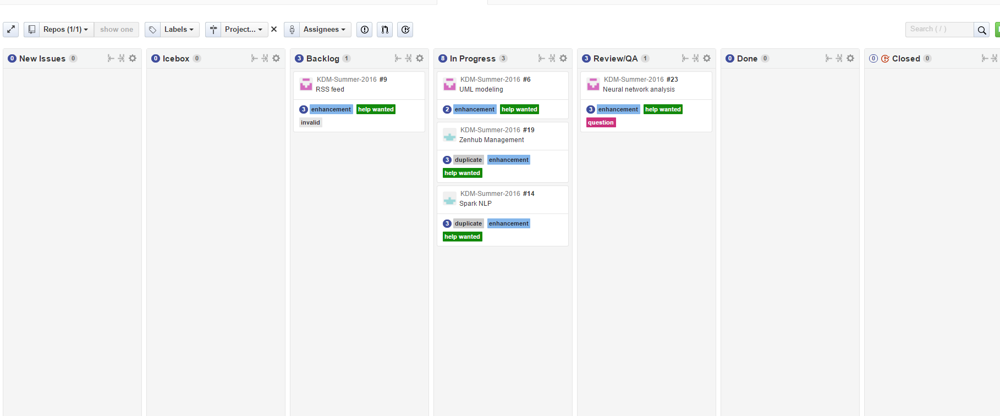 Repos (1/1) show one Labels Project... Assignees Search ( / )
0 New Issues 0
0 Icebox 0
3 Backlog 1
KDM-Summer-2016 #9
RSS feed
3 enhancement help wanted
invalid
8 In Progress 3
KDM-Summer-2016 #6
UML modeling
2 enhancement help wanted
KDM-Summer-2016 #19
Zenhub Management
3 duplicate enhancement
help wanted
KDM-Summer-2016 #14
Spark NLP
3 duplicate enhancement
help wanted
3 Review/QA 1
KDM-Summer-2016 #23
Neural network analysis
3 enhancement help wanted
question
0 Done 0
0 Closed 0